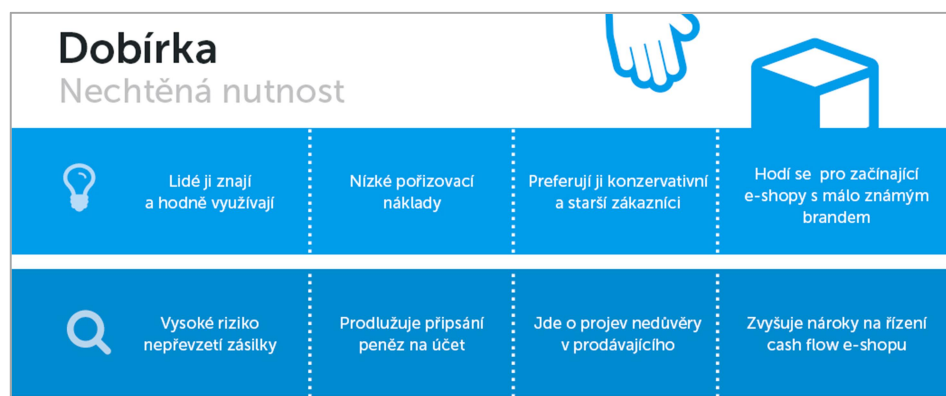 Dobírka
Nechtěná nutnost
Lidé ji znají
a hodně využívají
Nízké pořizovací
náklady
Preferují ji konzervativní
a starší zákazníci
Hodí se pro začínající
e-shopy s málo známým
brandem
Vysoké riziko
nepřevzetí zásilky
Prodlužuje připsání
peněz na účet
Jde o projev nedůvěry
v prodávajícího
Zvyšuje nároky na řízení
cash flow e-shopu